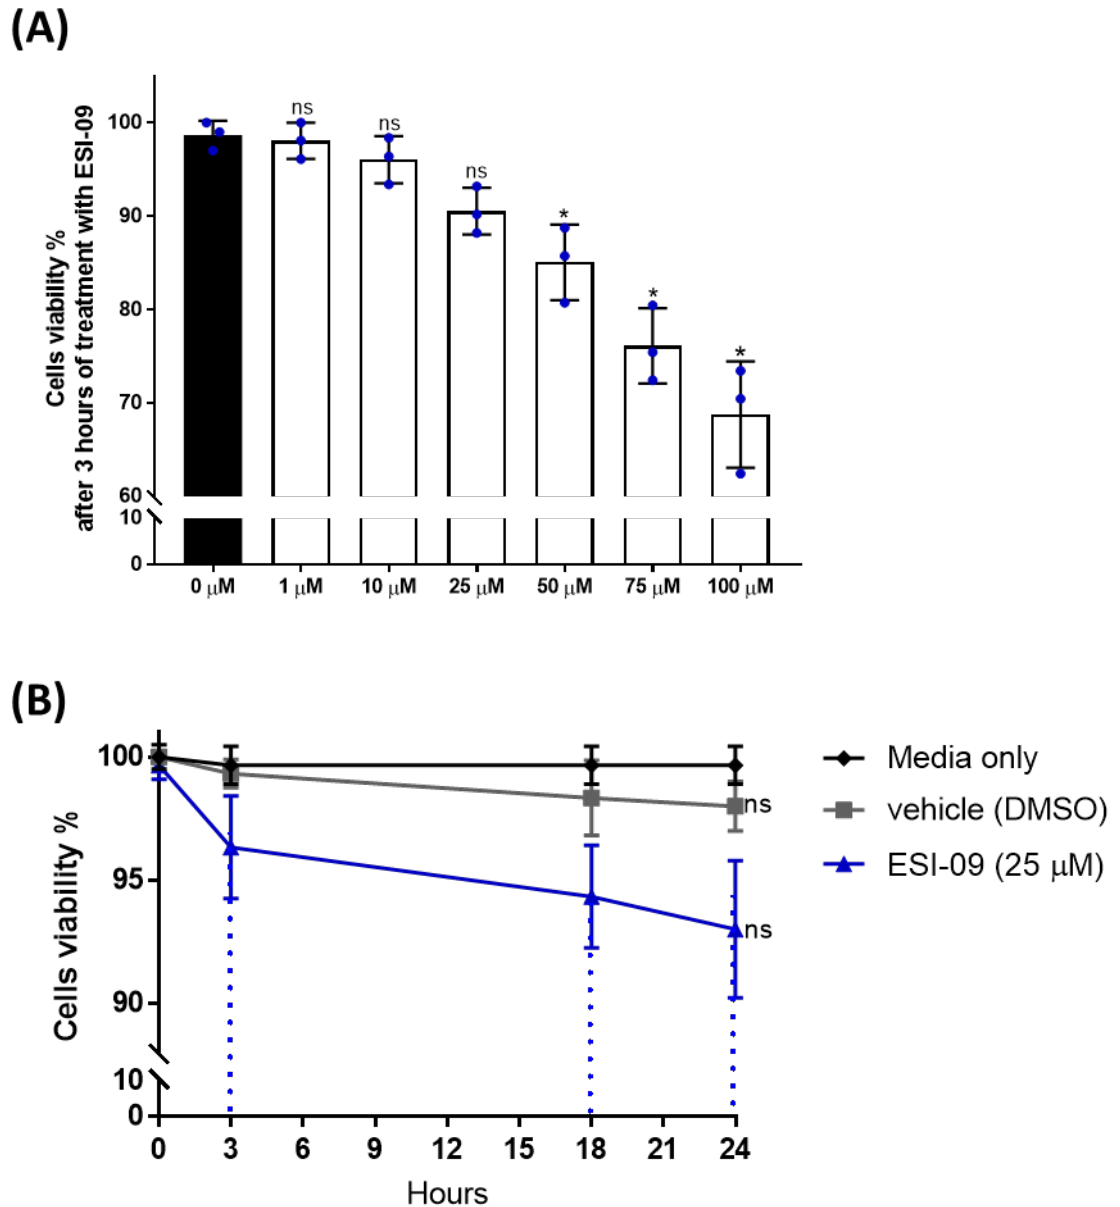 (A)
Cells viability %
after 3 hours of treatment with ESI-09
100
90
80
70
60
10
0
ns
ns
ns
*
*
*
0 μM 1 μM 10 μM 25 μM 50 μM 75 μM 100 μM
(B)
Cells viability %
100
95
90
10
0
ns
ns
0 3 6 9 12 15 18 21 24
Hours
Media only
vehicle (DMSO)
ESI-09 (25 μM)